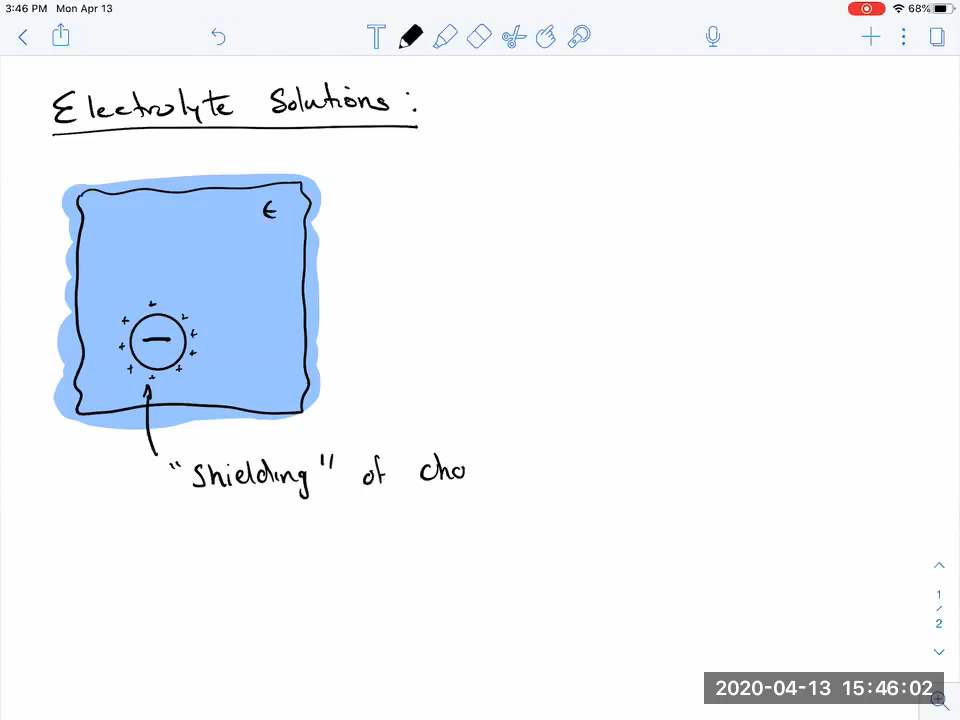 3:46 PM Mon Apr 13
68%
T
Electrolyte Solutions :
ϵ
+
+ +
+ − +
+ +
+ +
+
"Shielding" of cho
1
/
2
2020-04-13 15:46:02